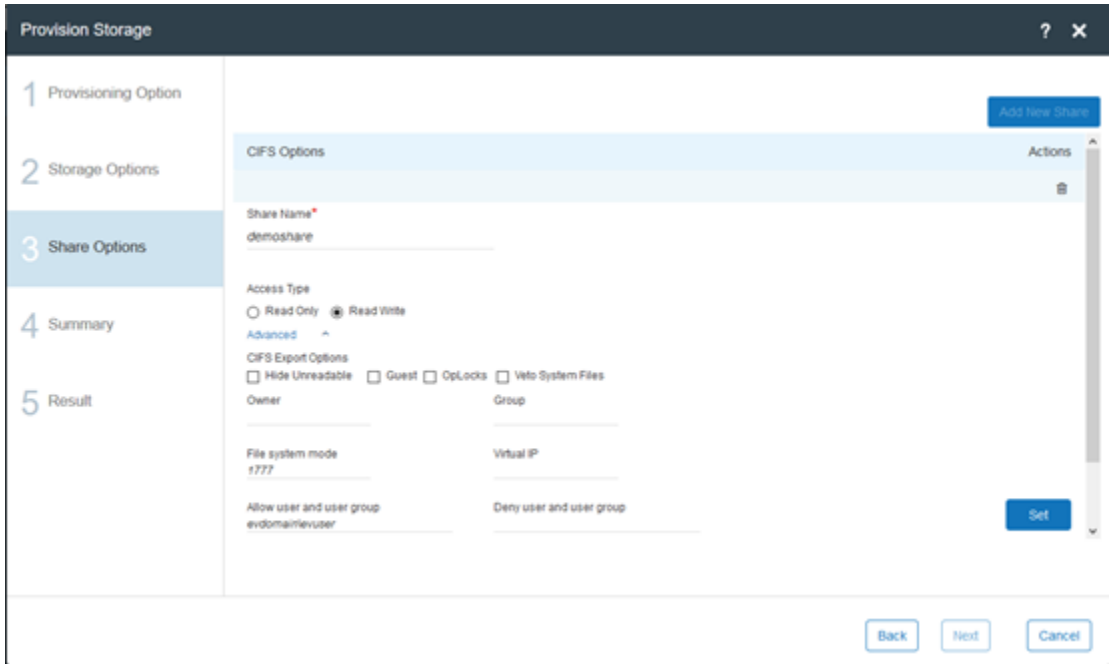 Provision Storage ?
1 Provisioning Option
2 Storage Options
3 Share Options
4 Summary
5 Result
Add New Share
CIFS Options Actions
Share Name*
demoshare
Access Type
Read Only Read Write
Advanced
CIFS Export Options
Hide Unreadable Guest OpLocks Veto System Files
Owner Group
File system mode Virtual IP
1777
Allow user and user group Deny user and user group
Set
Back Next Cancel